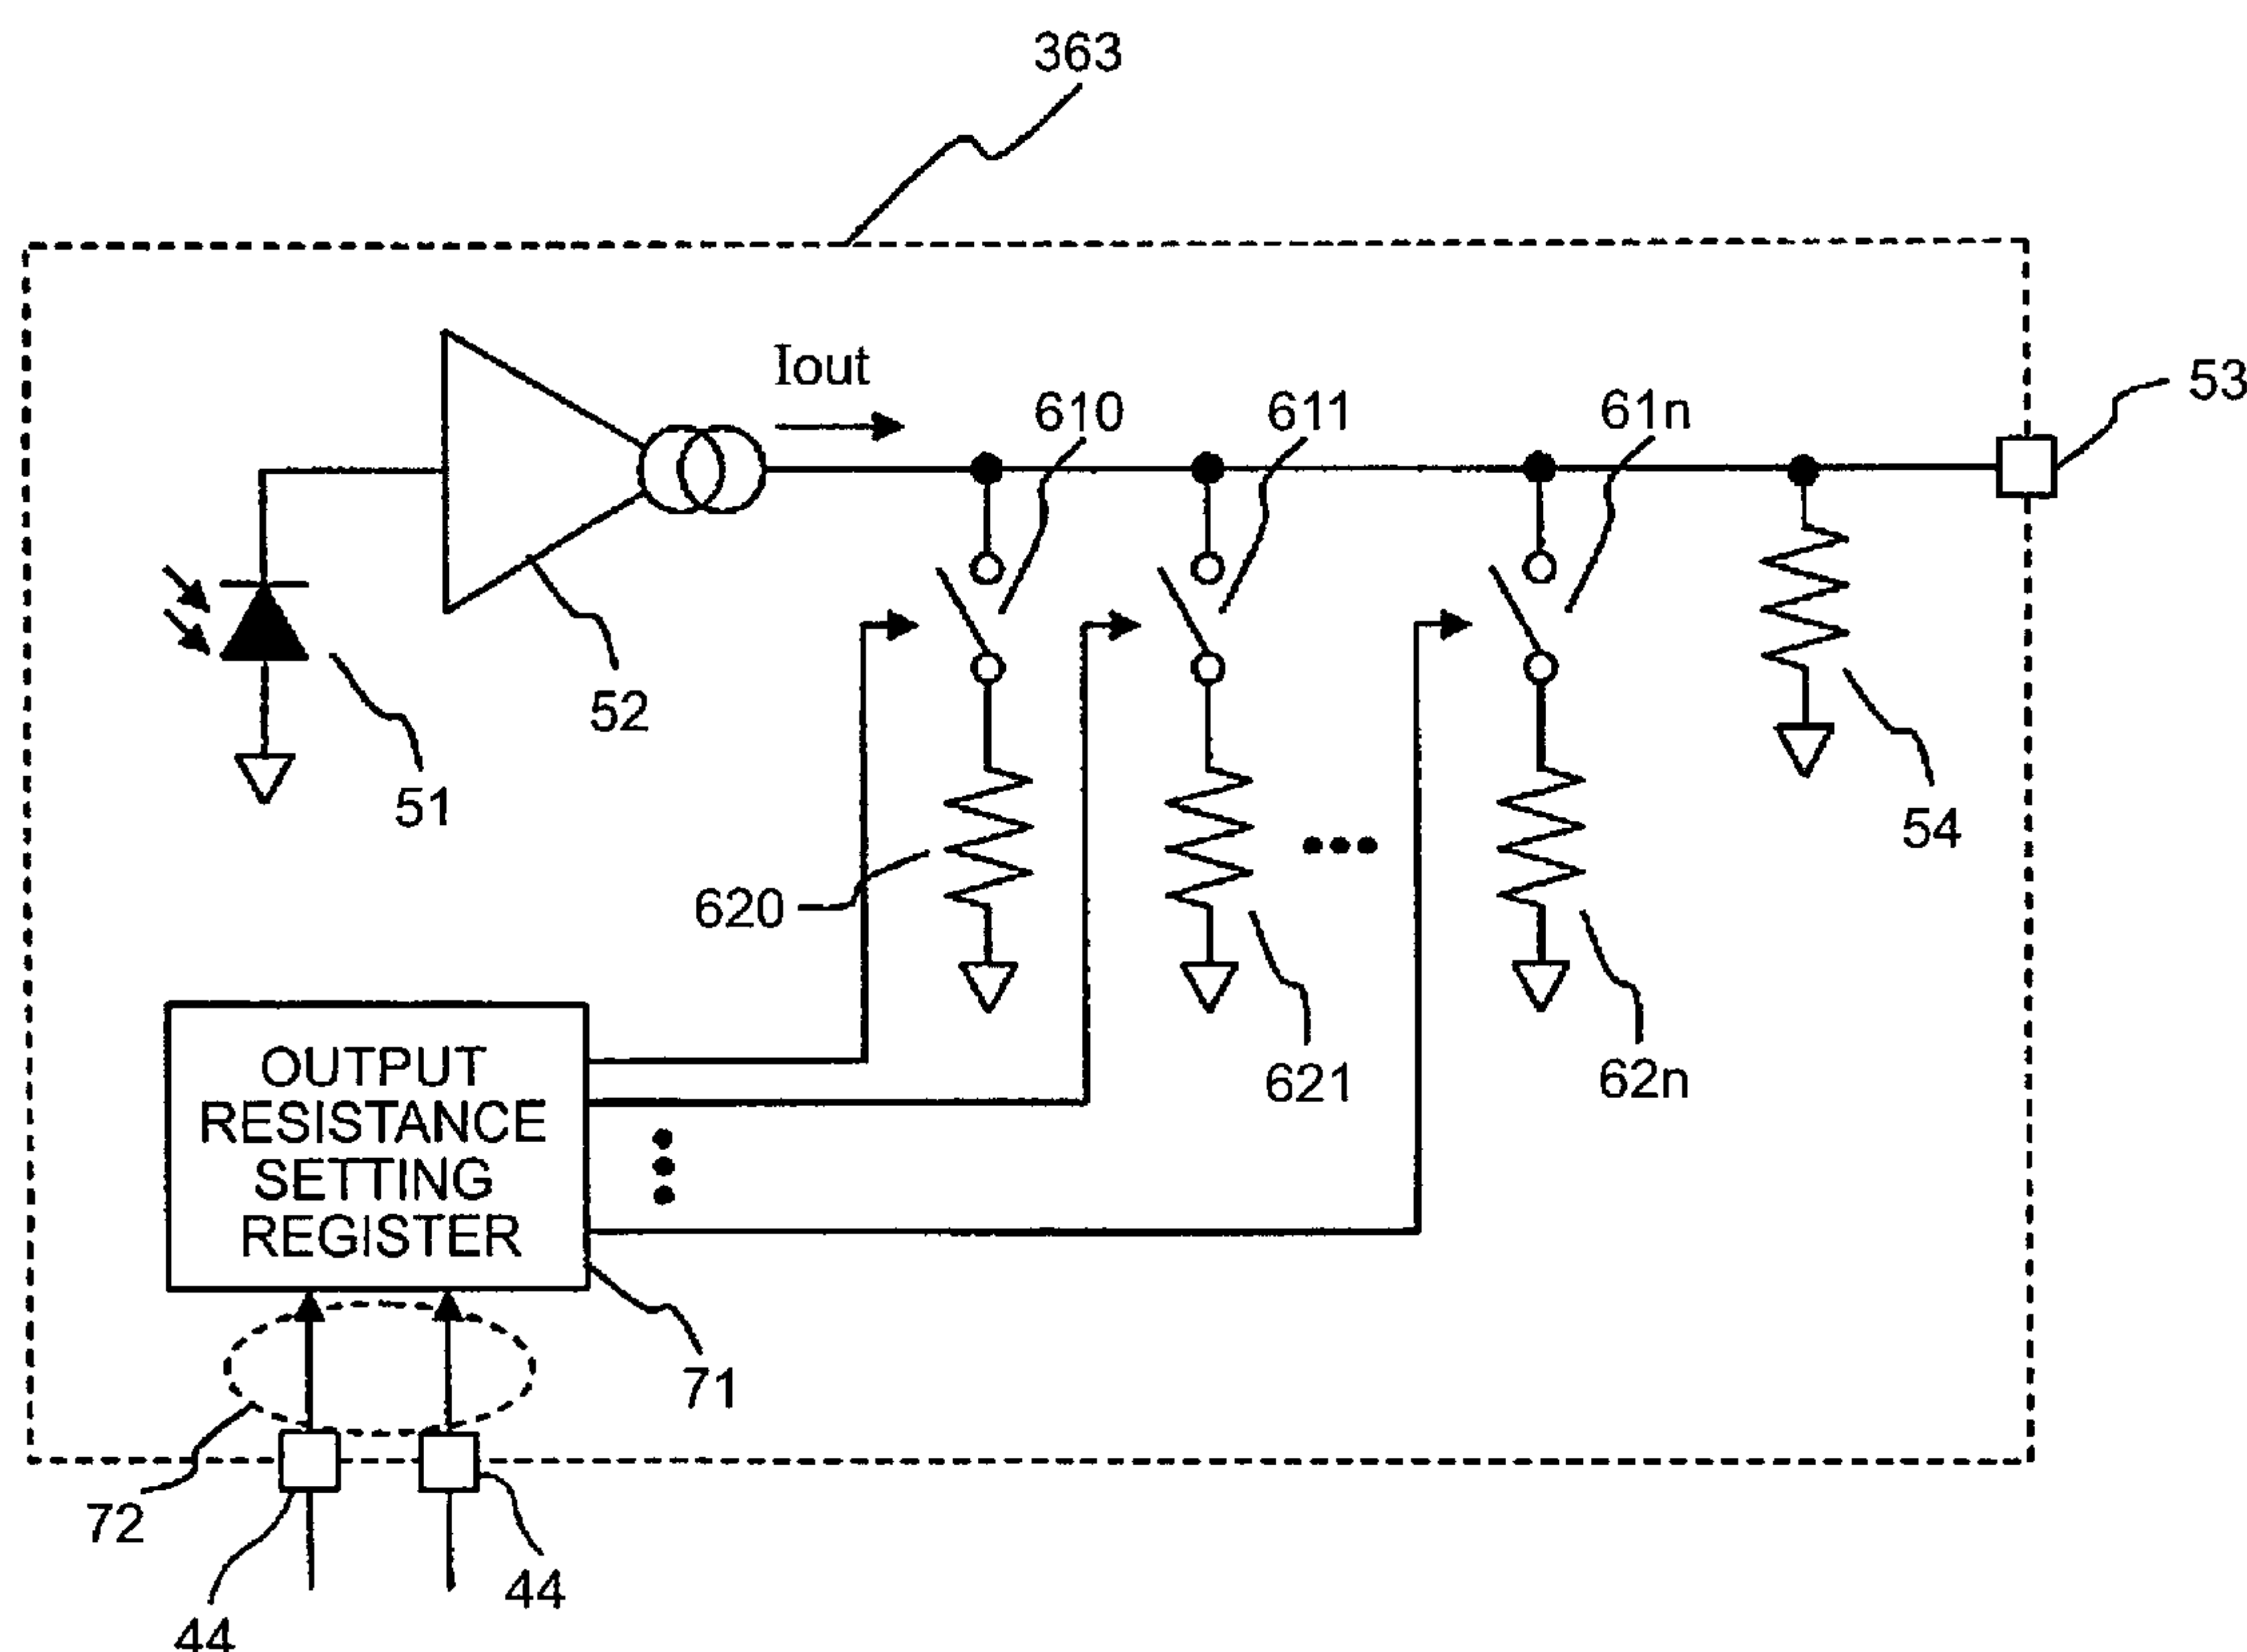 363
Iout
610
611
61n
53
52
51
54
620
621
62n
OUTPUT
RESISTANCE
SETTING
REGISTER
71
72
44
44